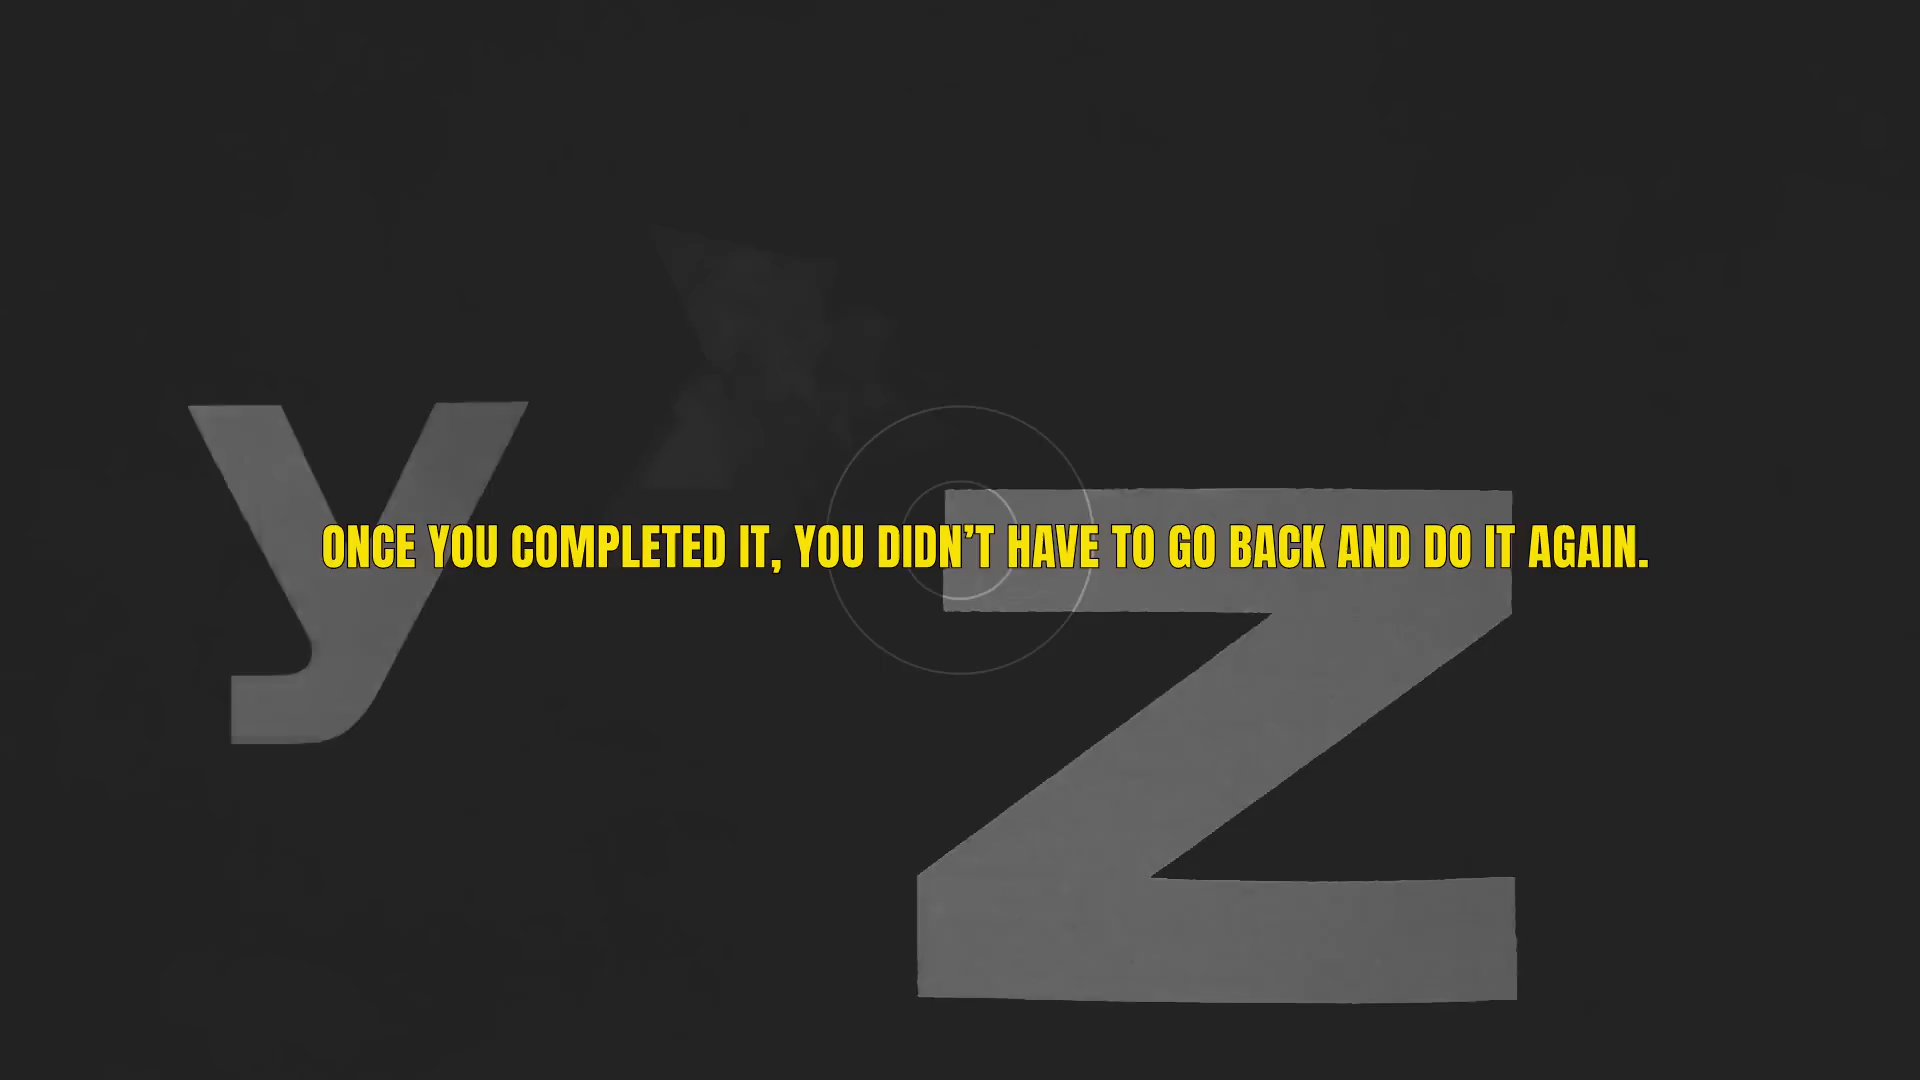 ONCE YOU COMPLETED IT, YOU DIDN’T HAVE TO GO BACK AND DO IT AGAIN.
y
Z